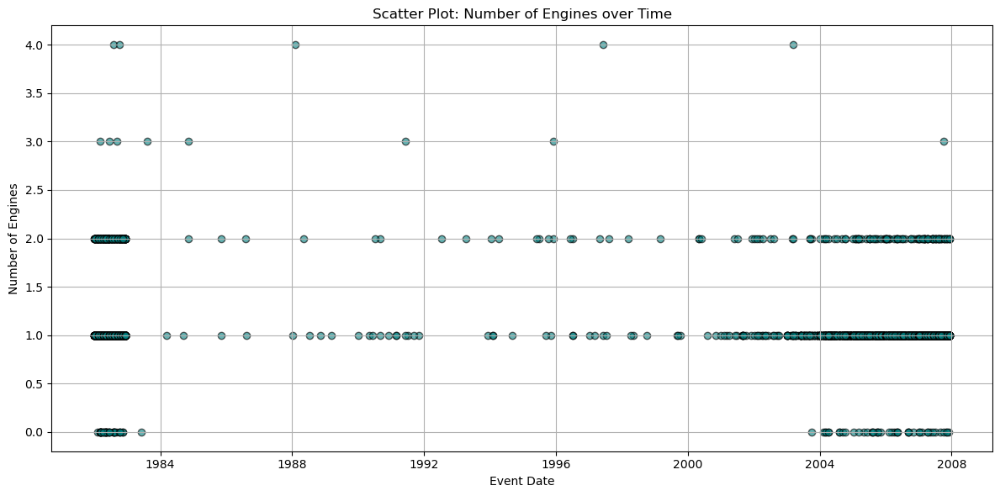 Scatter Plot: Number of Engines over Time
4.0
3.5
3.0
2.5
2.0
1.5
1.0
0.5
0.0
Number of Engines
1984 1988 1992 1996 2000 2004 2008
Event Date